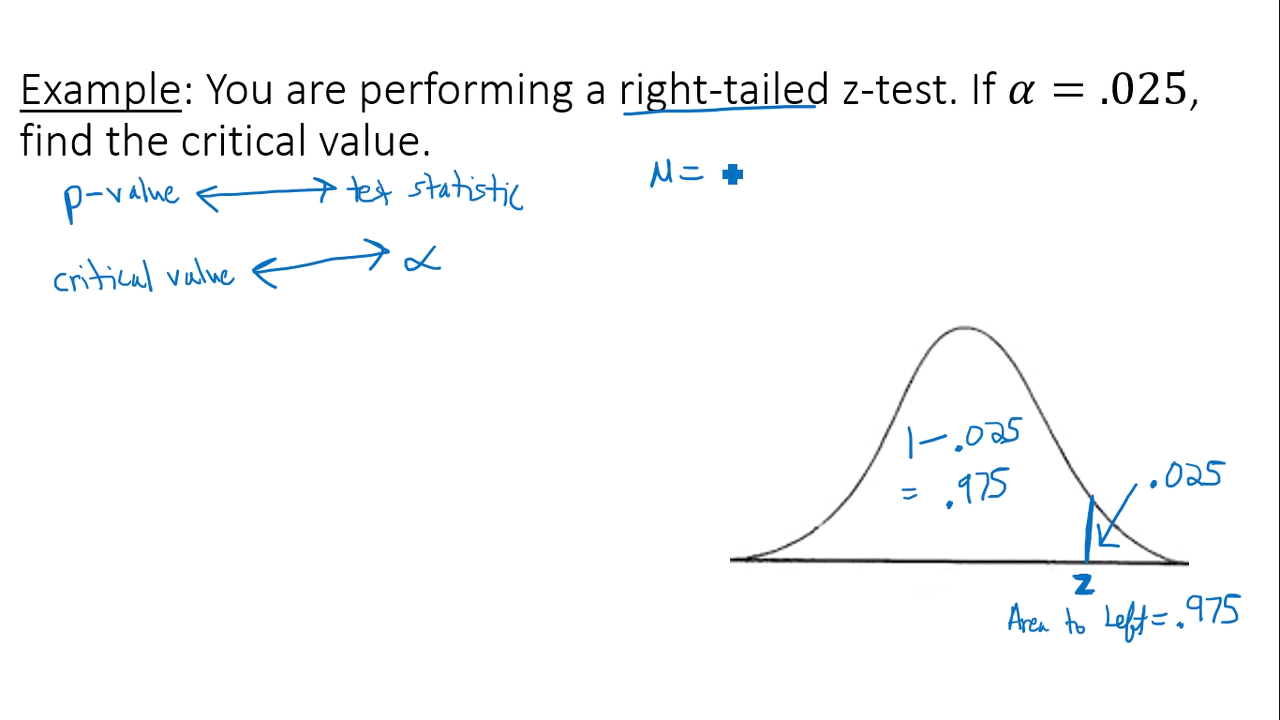 Example: You are performing a right-tailed z-test. If α = .025,
find the critical value.
p-value ↔ test statistic
μ =
critical value ↔ α
1 - .025
= .975
.025
z
Area to Left = .975